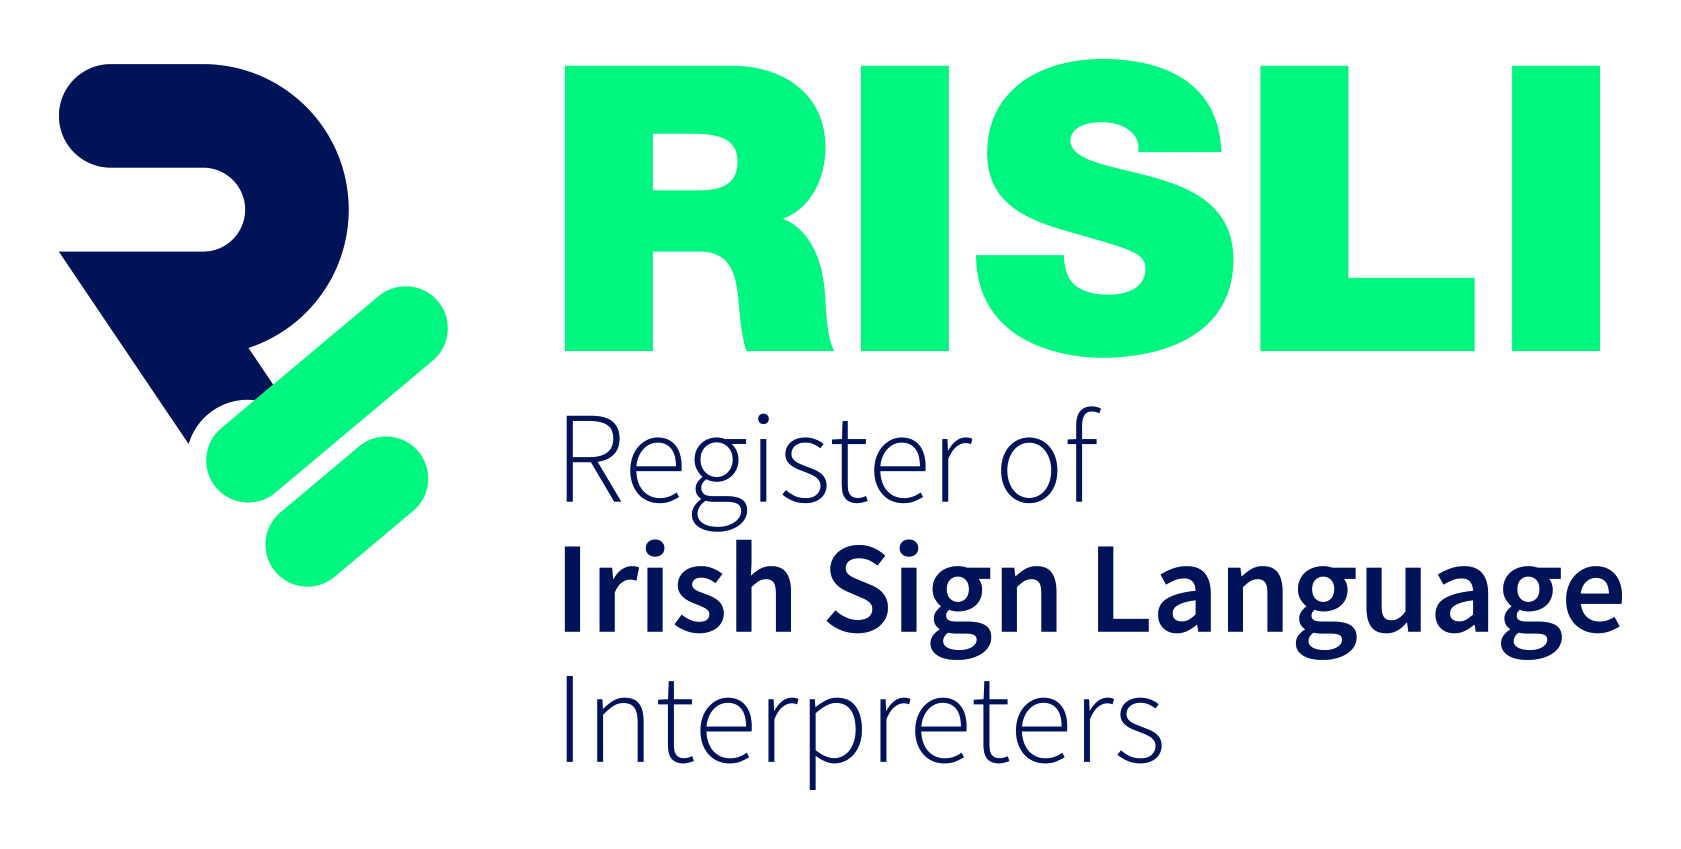 RISLI
Register of
Irish Sign Language
Interpreters